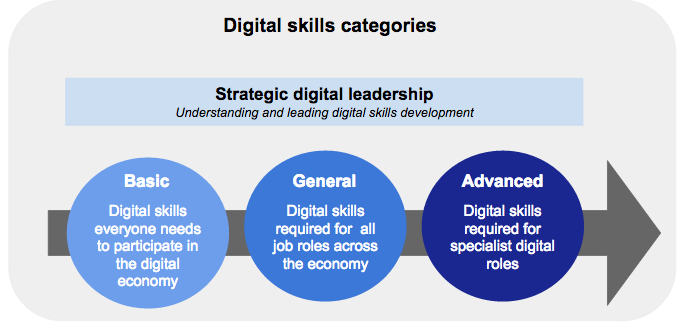 Digital skills categories
Strategic digital leadership
Understanding and leading digital skills development
Basic
Digital skills
everyone needs
to participate in
the digital
economy
General
Digital skills
required for all
job roles across
the economy
Advanced
Digital skills
required for
specialist digital
roles